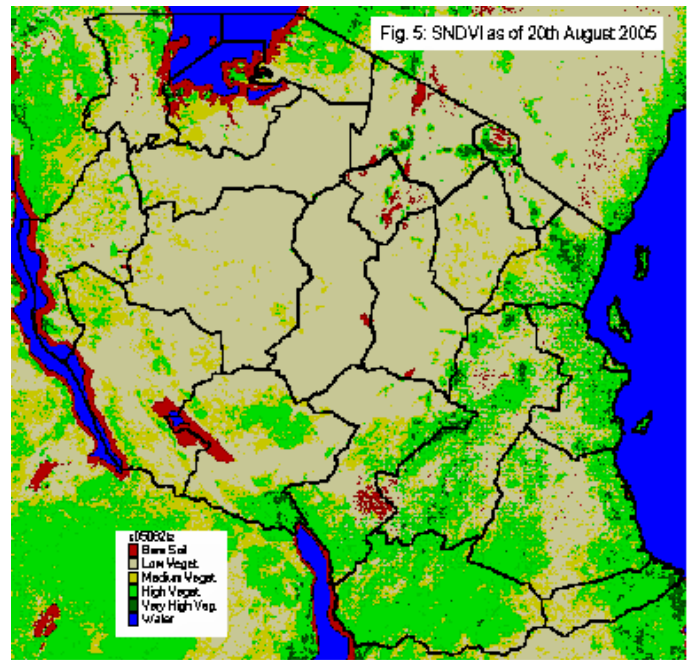 Fig. 5: SNDVI as of 20th August 2005
Bare Soil
Low Veget.
Medium Veget.
High Veget.
Very High Veg.
Water